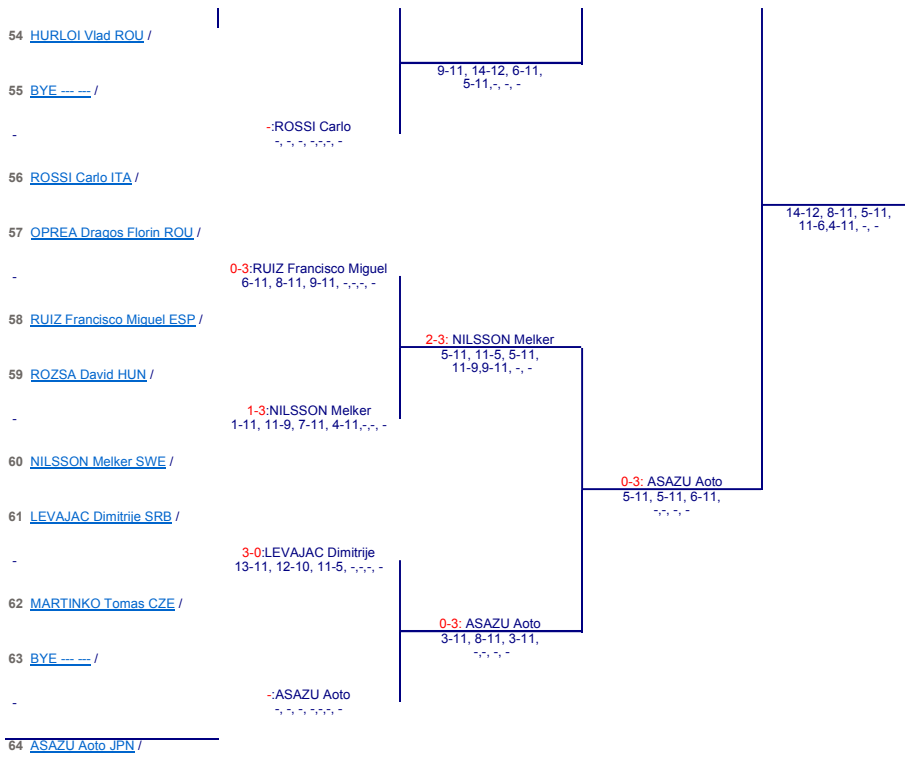 54 HURLOI Vlad ROU /
9-11, 14-12, 6-11,
5-11,-, -, -
55 BYE --- --- /
-
-:ROSSI Carlo
-, -, -, -,-,-, -
56 ROSSI Carlo ITA /
14-12, 8-11, 5-11,
11-6,4-11, -, -
57 OPREA Dragos Florin ROU /
-
0-3:RUIZ Francisco Miguel
6-11, 8-11, 9-11, -,-,-, -
58 RUIZ Francisco Miguel ESP /
2-3: NILSSON Melker
5-11, 11-5, 5-11,
11-9,9-11, -, -
59 ROZSA David HUN /
-
1-3:NILSSON Melker
1-11, 11-9, 7-11, 4-11,-,-, -
60 NILSSON Melker SWE /
0-3: ASAZU Aoto
5-11, 5-11, 6-11,
-,-, -, -
61 LEVAJAC Dimitrije SRB /
-
3-0:LEVAJAC Dimitrije
13-11, 12-10, 11-5, -,-,-, -
62 MARTINKO Tomas CZE /
0-3: ASAZU Aoto
3-11, 8-11, 3-11,
-,-, -, -
63 BYE --- --- /
-
-:ASAZU Aoto
-, -, -, -,-,-, -
64 ASAZU Aoto JPN /